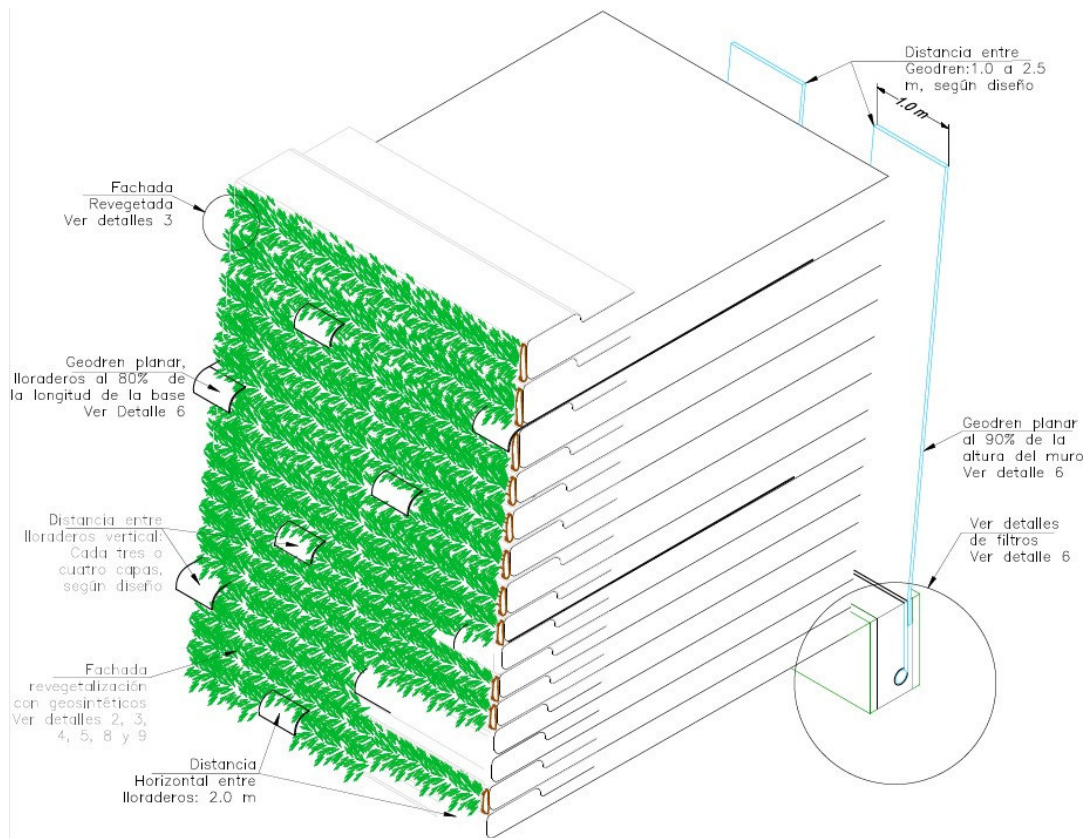 Distancia entre
Geodren:1.0 a 2.5
m, según diseño
1.0 m
Fachada
Revegetada
Ver detalles 3
Geodren planar,
lloraderos al 80% de
la longitud de la base
Ver Detalle 6
Geodren planar
al 90% de la
altura del muro
Ver detalle 6
Distancia entre
lloraderos vertical:
Cada tres o
cuatro capas,
según diseño
Ver detalles
de filtros
Ver detalle 6
Fachada
revegetalización
con geosintéticos
Ver detalles 2, 3,
4, 5, 8 y 9
Distancia
Horizontal entre
lloraderos: 2.0 m